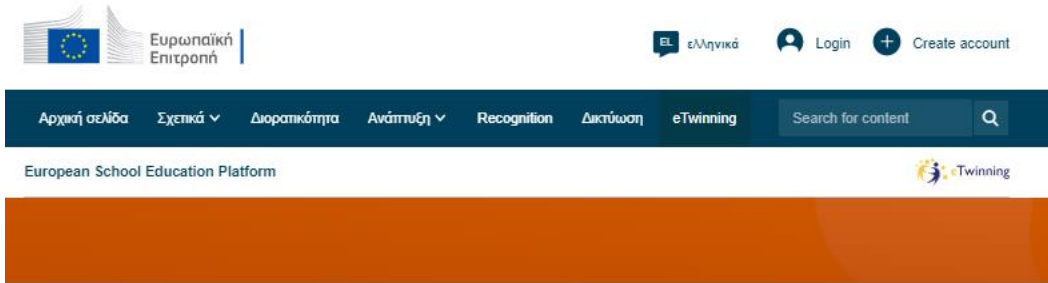 Ευρωπαϊκή
Επιτροπή
EL ελληνικά Login Create account
Αρχική σελίδα Σχετικά Διορατικότητα Ανάπτυξη Recognition Δικτύωση eTwinning Search for content
European School Education Platform eTwinning